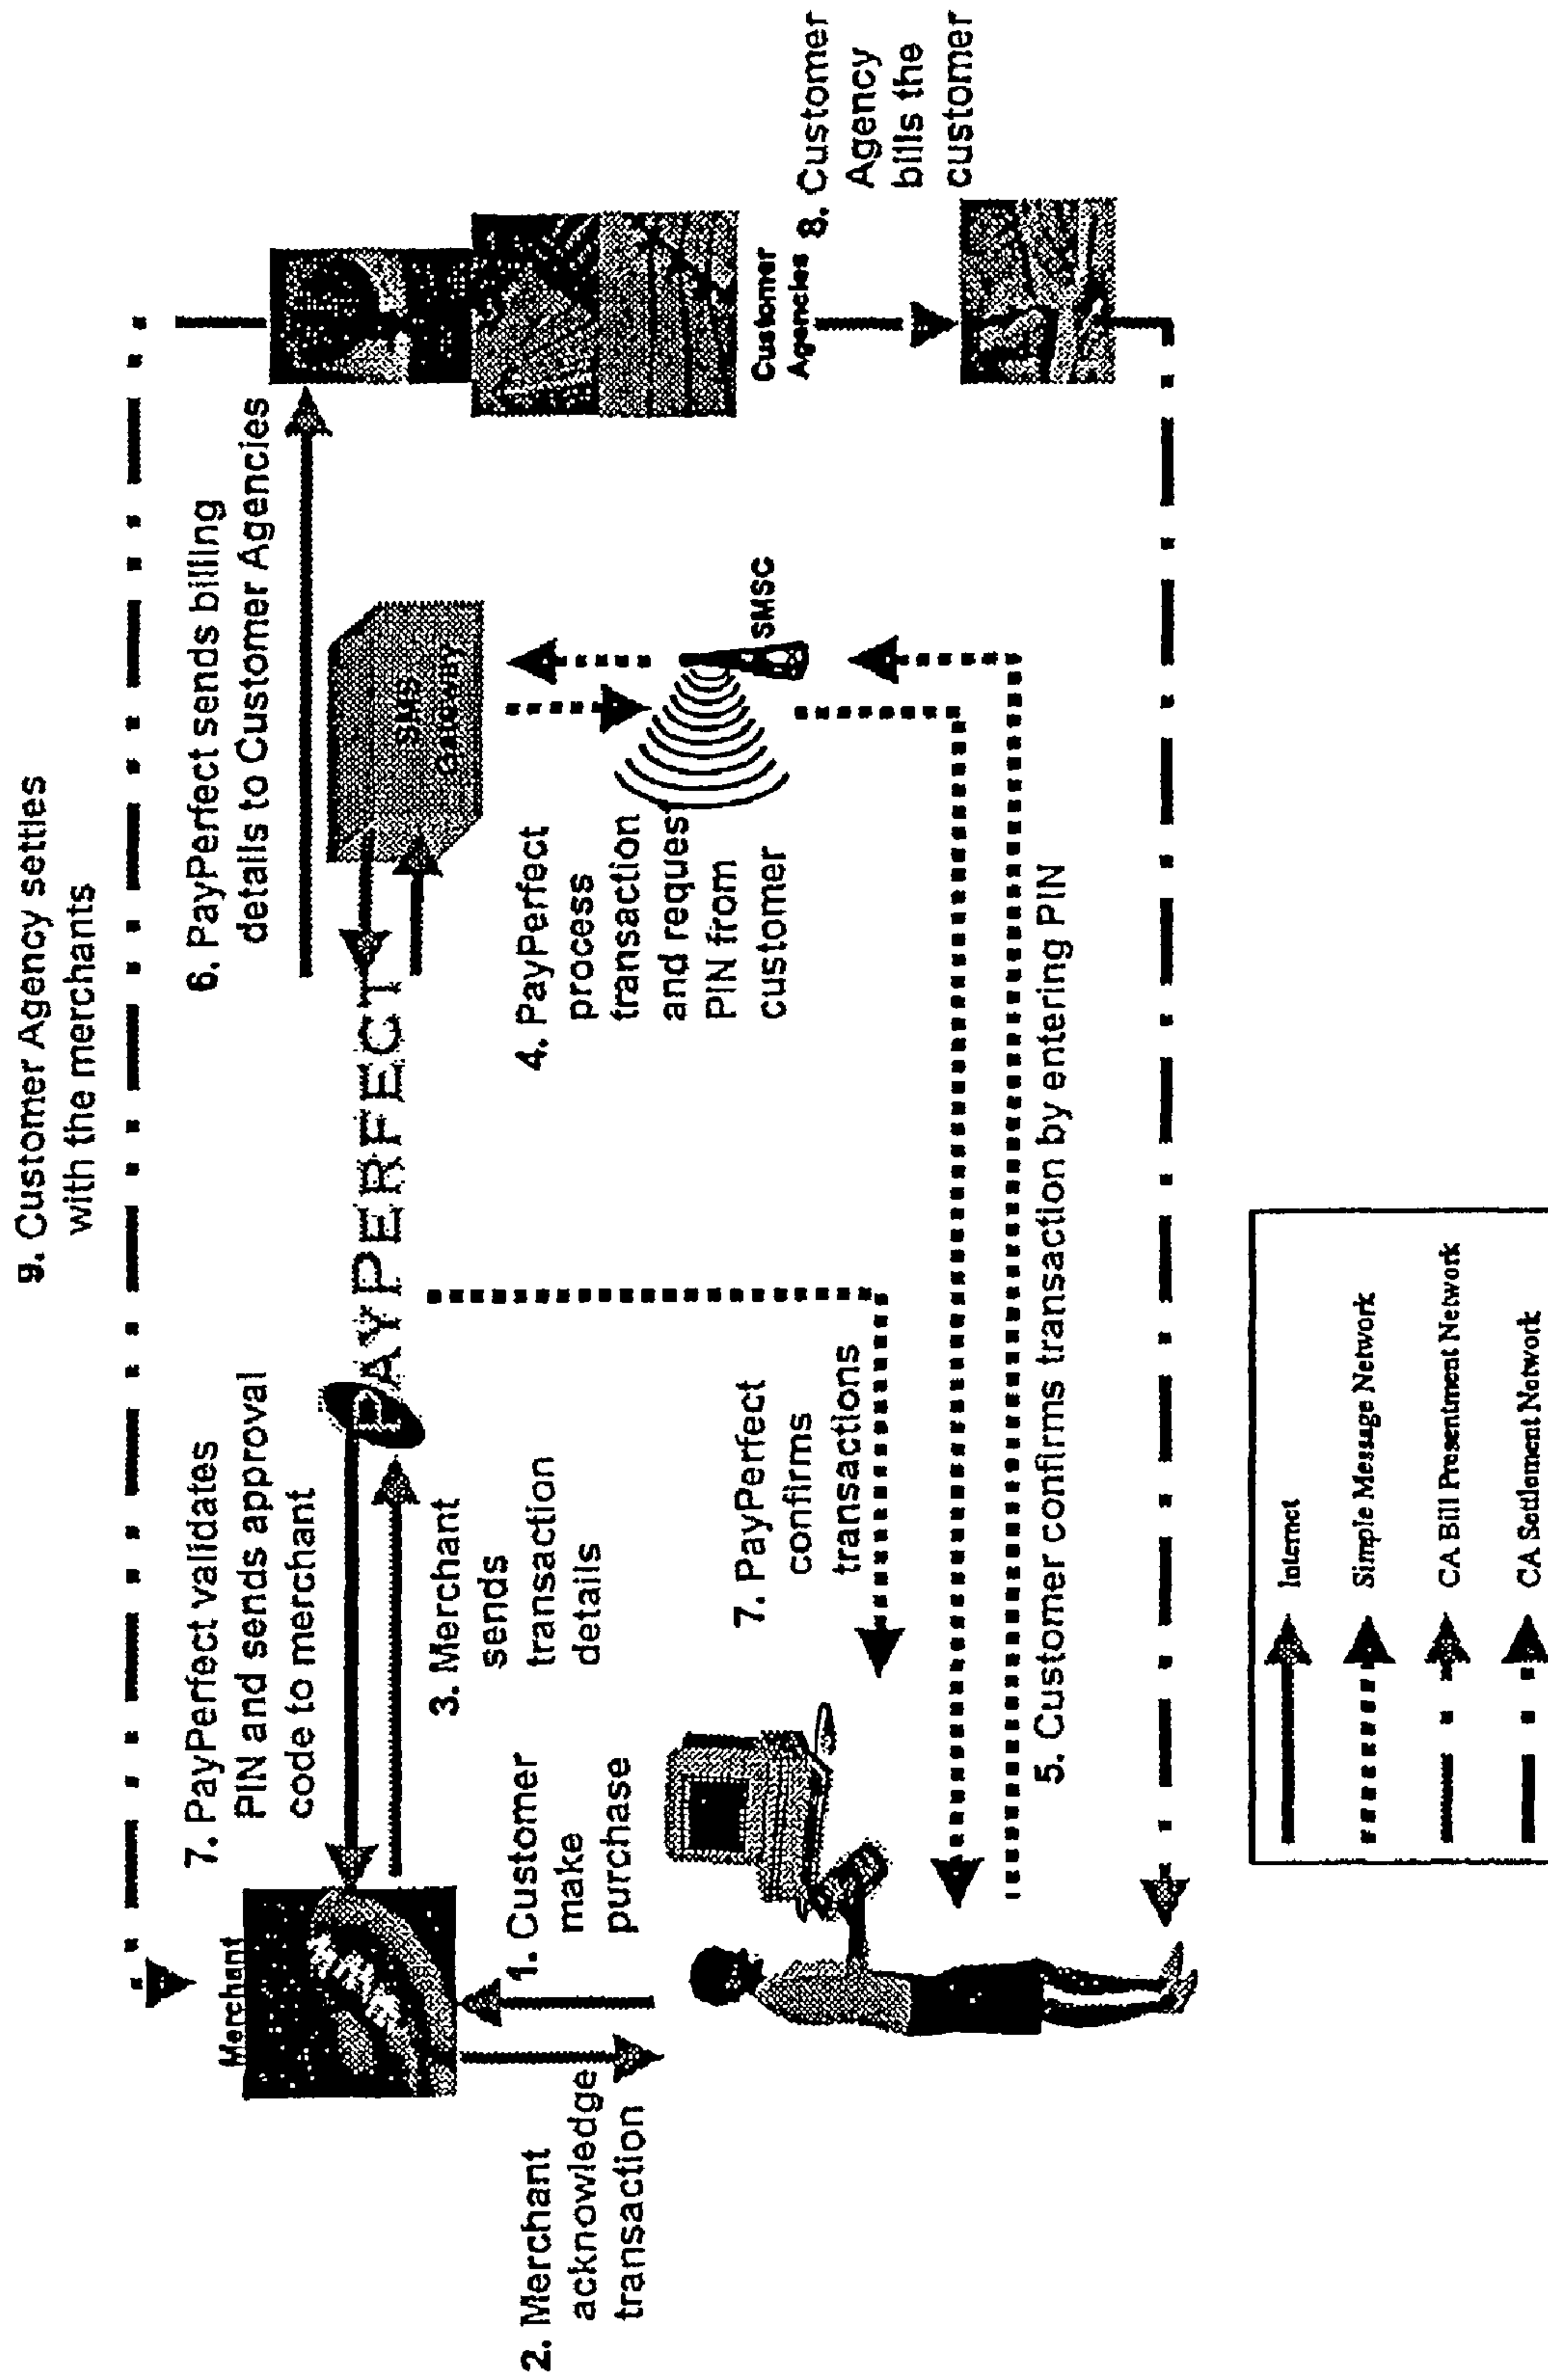 9. Customer Agency settles
with the merchants
7. PayPerfect validates
PIN and sends approval
code to merchant
6. PayPerfect sends billing
details to Customer Agencies
Merchant
PAYPERFECT
SMS
Gateway
3. Merchant
sends
transaction
details
4. PayPerfect
process
transaction
and reques
PIN from
customer
SMSC
Customer
Agencies
8. Customer
Agency
bills the
customer
2. Merchant
acknowledge
transaction
1. Customer
make
purchase
7. PayPerfect
confirms
transactions
5. Customer confirms transaction by entering PIN
Internet
Simple Message Network
CA Bill Presentment Network
CA Settlement Network